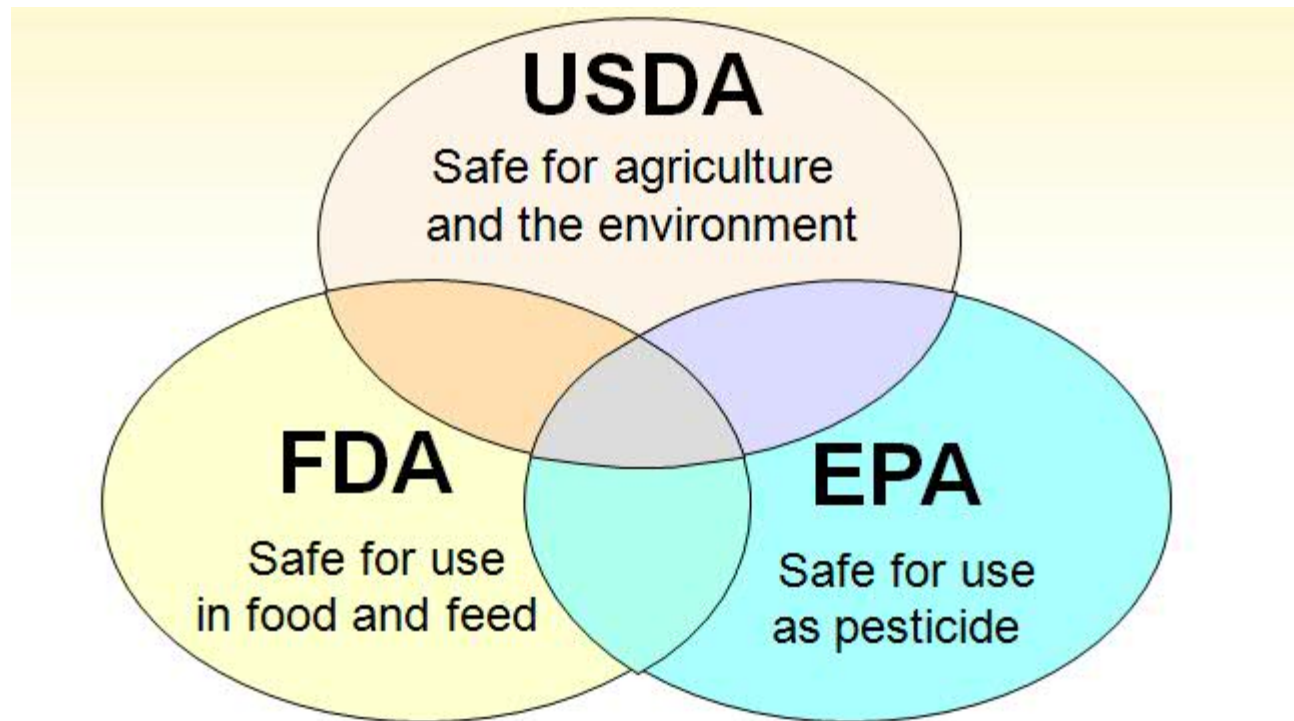 USDA
Safe for agriculture
and the environment
FDA
Safe for use
in food and feed
EPA
Safe for use
as pesticide